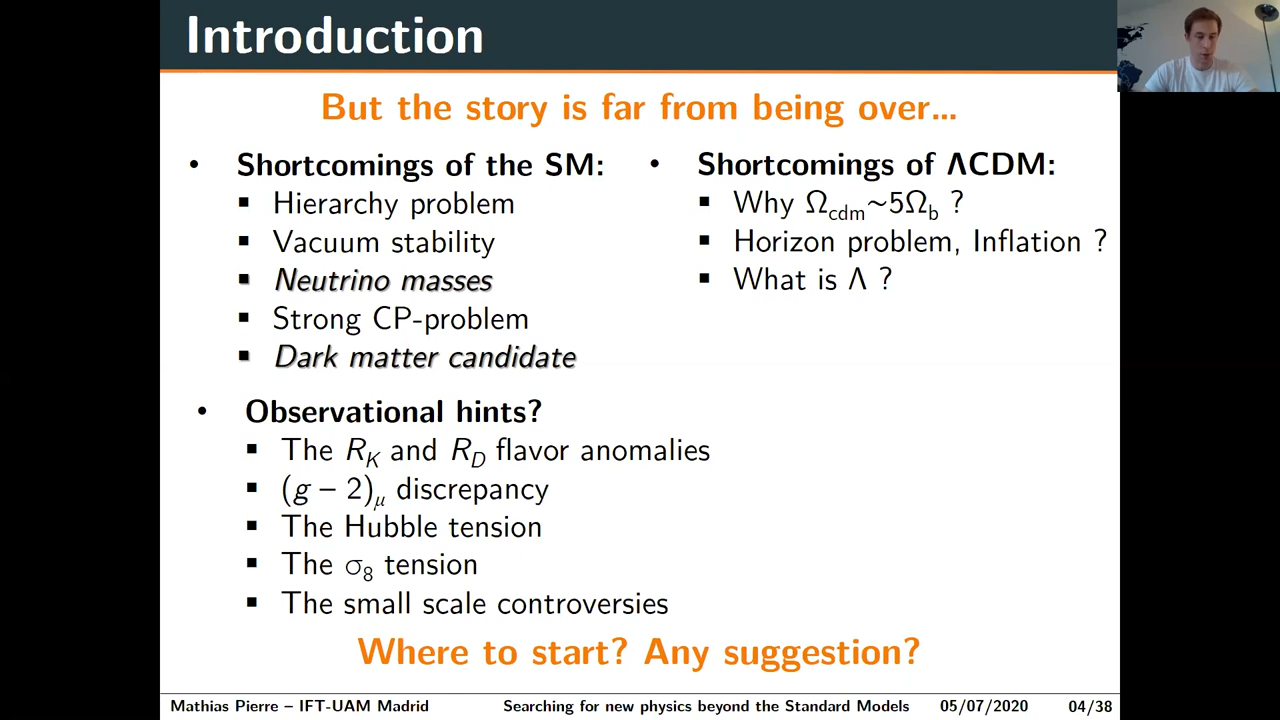 Introduction
But the story is far from being over...
• Shortcomings of the SM:
▪ Hierarchy problem
▪ Vacuum stability
▪ Neutrino masses
▪ Strong CP-problem
▪ Dark matter candidate
• Shortcomings of ΛCDM:
▪ Why Ω_cdm~5Ω_b ?
▪ Horizon problem, Inflation ?
▪ What is Λ ?
• Observational hints?
▪ The R_K and R_D flavor anomalies
▪ (g – 2)_μ discrepancy
▪ The Hubble tension
▪ The σ_8 tension
▪ The small scale controversies
Where to start? Any suggestion?
Mathias Pierre – IFT-UAM Madrid Searching for new physics beyond the Standard Models 05/07/2020 04/38